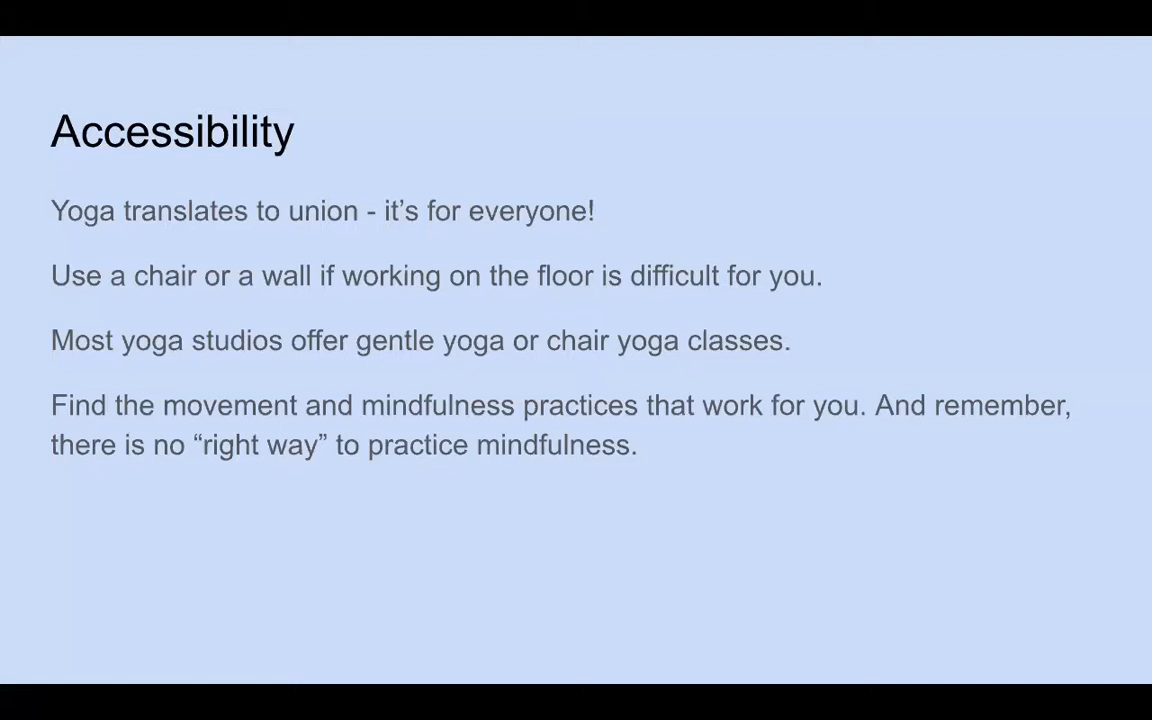 Accessibility
Yoga translates to union - it’s for everyone!
Use a chair or a wall if working on the floor is difficult for you.
Most yoga studios offer gentle yoga or chair yoga classes.
Find the movement and mindfulness practices that work for you. And remember,
there is no “right way” to practice mindfulness.